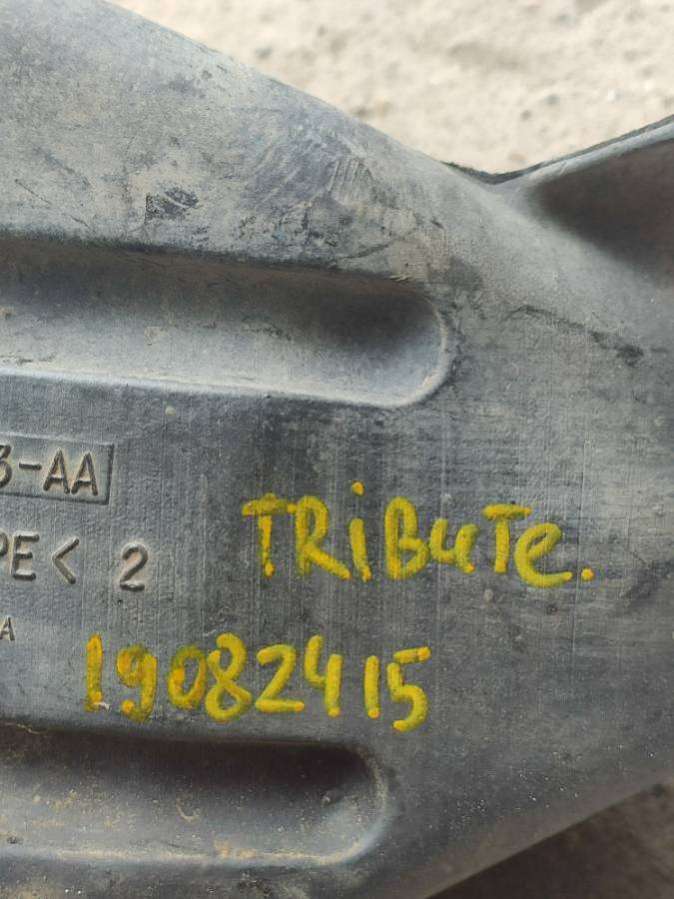 3-AA
TRiBuTe.
PE< 2
A
19082415